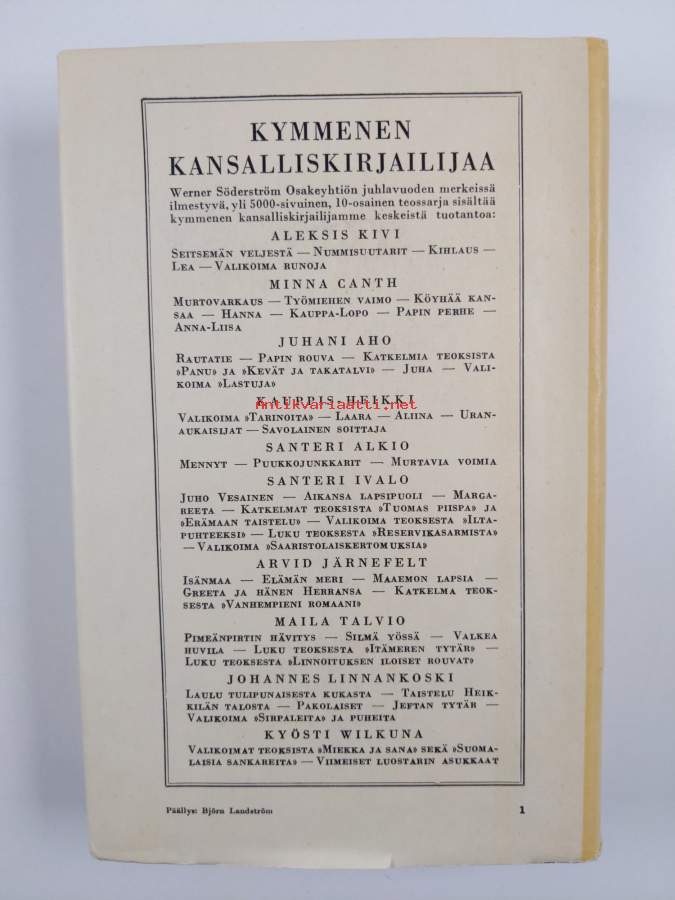 KYMMENEN
KANSALLISKIRJAILIJAA
Werner Söderström Osakeyhtiön juhlavuoden merkeissä
ilmestyvä, yli 5000-sivuinen, 10-osainen teossarja sisältää
kymmenen kansalliskirjailijamme keskeistä tuotantoa:
ALEKSIS KIVI
SEITSEMÄN VELJESTÄ — NUMMISUUTARIT — KIHLAUS —
LEA — VALIKOIMA RUNOJA
MINNA CANTH
MURTOVARKAUS — TYÖMIEHEN VAIMO — KÖYHÄÄ KAN-
SAA — HANNA — KAUPPA-LOPO — PAPIN PERHE —
ANNA-LIISA
JUHANI AHO
RAUTATIE — PAPIN ROUVA — KATKELMIA TEOKSISTA
»PANU» JA »KEVÄT JA TAKATALVI» — JUHA — VALI-
KOIMA »LASTUJA»
KAUPPIS-HEIKKI
Antikvariaatti.net
VALIKOIMA »TARINOITA» — LAARA — ALIINA — URAN-
AUKAISIJAT — SAVOLAINEN SOITTAJA
SANTERI ALKIO
MENNYT — PUUKKOJUNKKARIT — MURTAVIA VOIMIA
SANTERI IVALO
JUHO VESAINEN — AIKANSA LAPSIPUOLI — MARGA-
REETA — KATKELMAT TEOKSISTA »TUOMAS PIISPA» JA
»ERÄMAAN TAISTELU» — VALIKOIMA TEOKSESTA »ILTA-
PUHTEEKSI» — LUKU TEOKSESTA »RESERVIKASARMISTA»
— VALIKOIMA »SAARISTOLAISKERTOMUKSIA»
ARVID JÄRNEFELT
ISÄNMAA — ELÄMÄN MERI — MAAEMON LAPSIA —
GREETA JA HÄNEN HERRANSA — KATKELMA TEOK-
SESTA »VANHEMPIENI ROMAANI»
MAILA TALVIO
PIMEÄNPIRTIN HÄVITYS — SILMÄ YÖSSÄ — VALKEA
HUVILA — LUKU TEOKSESTA »ITÄMEREN TYTÄR» —
LUKU TEOKSESTA »LINNOITUKSEN ILOISET ROUVAT»
JOHANNES LINNANKOSKI
LAULU TULIPUNAISESTA KUKASTA — TAISTELU HEIK-
KILÄN TALOSTA — PAKOLAISET — JEFTAN TYTÄR —
VALIKOIMA »SIRPALEITA» JA PUHEITA
KYÖSTI WILKUNA
VALIKOIMAT TEOKSISTA »MIEKKA JA SANA» SEKÄ »SUOMA-
LAISIA SANKAREITA» — VIIMEISET LUOSTARIN ASUKKAAT
Päällys: Björn Landström 1